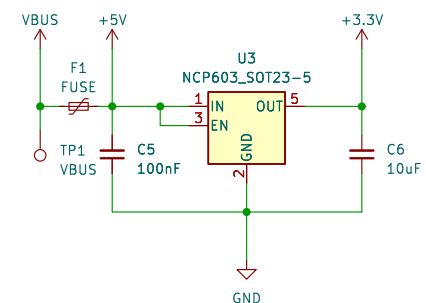 VBUS
+5V
+3.3V
U3
NCP603_SOT23-5
F1
FUSE
1
IN
OUT
5
3
EN
GND
2
TP1
VBUS
C5
100nF
C6
10uF
GND